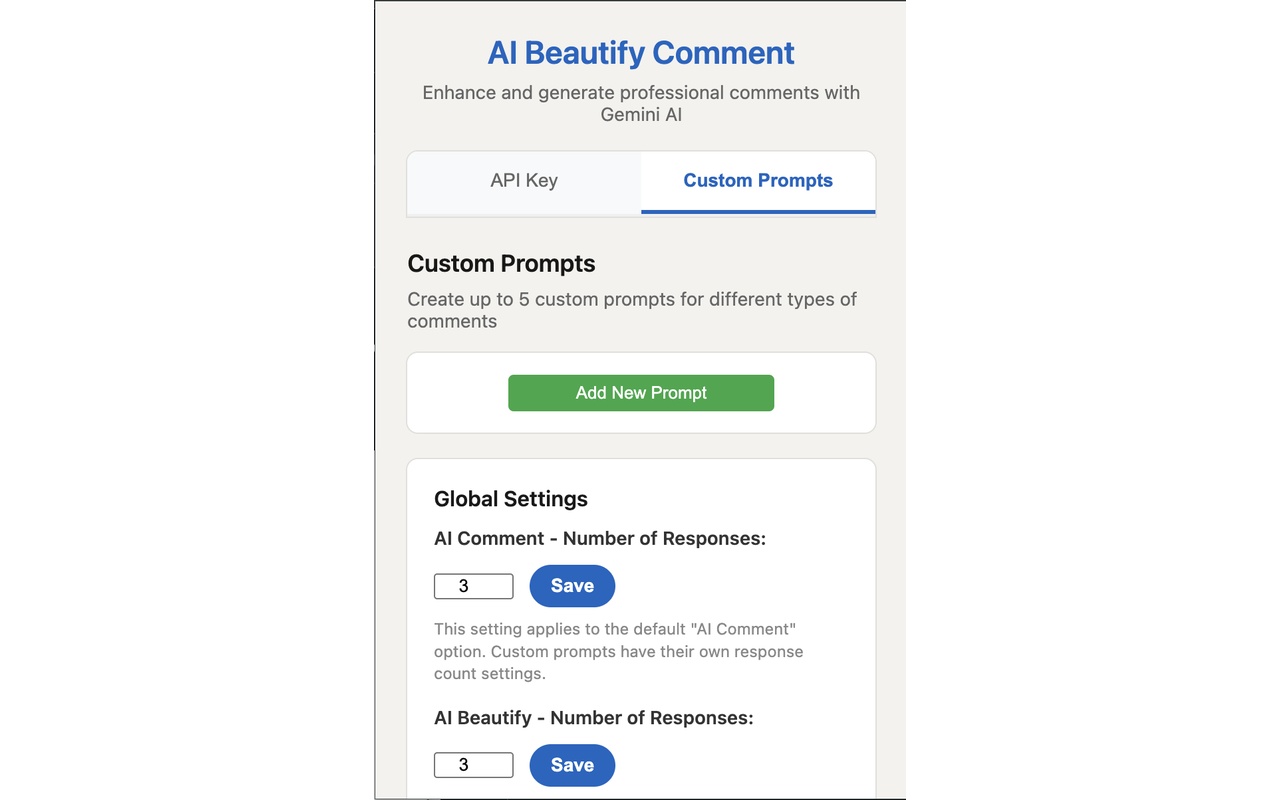 AI Beautify Comment
Enhance and generate professional comments with
Gemini AI
API Key
Custom Prompts
Custom Prompts
Create up to 5 custom prompts for different types of
comments
Add New Prompt
Global Settings
AI Comment - Number of Responses:
3
Save
This setting applies to the default "AI Comment"
option. Custom prompts have their own response
count settings.
AI Beautify - Number of Responses:
3
Save